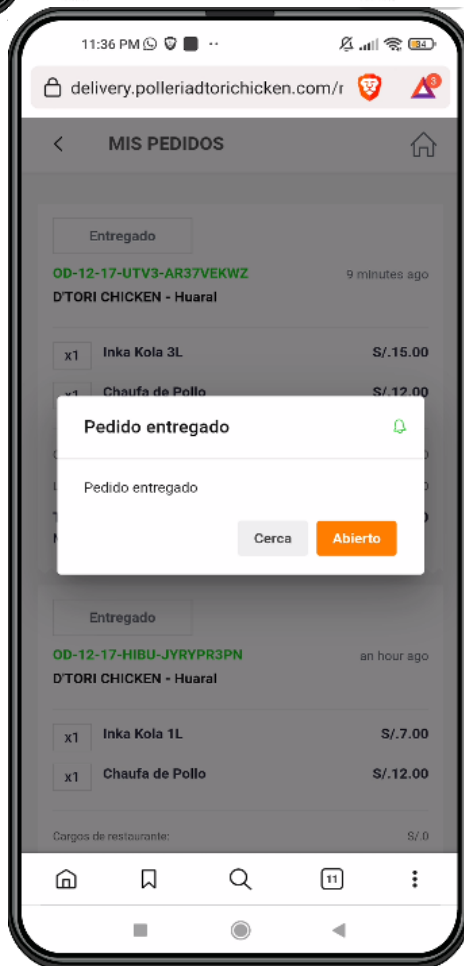 11:36 PM
84
delivery.polleriadtorichicken.com/r
3
MIS PEDIDOS
Entregado
OD-12-17-UTV3-AR37VEKWZ 9 minutes ago
D'TORI CHICKEN - Huaral
x1 Inka Kola 3L S/.15.00
x1 Chaufa de Pollo S/.12.00
Pedido entregado
Pedido entregado
Cerca Abierto
Entregado
OD-12-17-HIBU-JYRYPR3PN an hour ago
D'TORI CHICKEN - Huaral
x1 Inka Kola 1L S/.7.00
x1 Chaufa de Pollo S/.12.00
Cargos de restaurante: S/.0
11